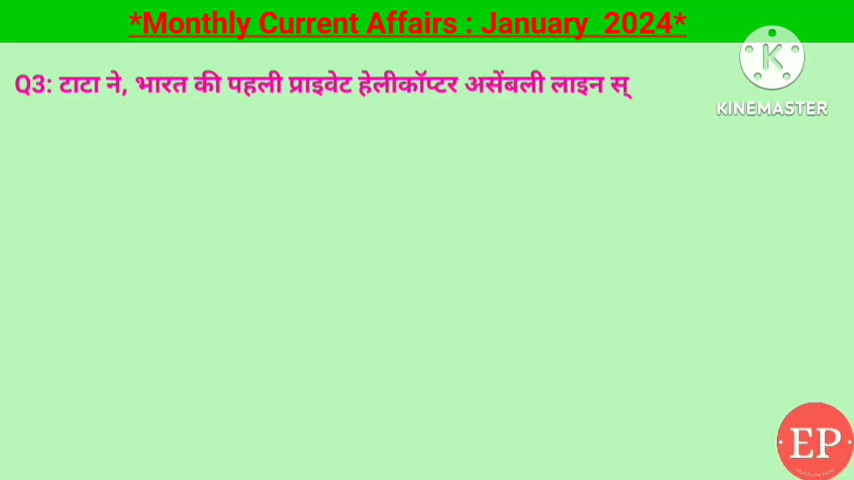 *Monthly Current Affairs : January 2024*
Q3: टाटा ने, भारत की पहली प्राइवेट हेलीकॉप्टर असेंबली लाइन स्
KINEMASTER
EP